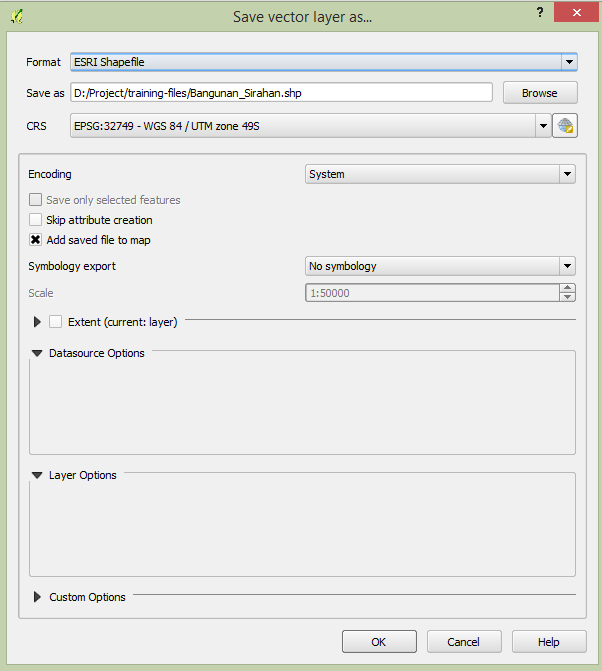 Save vector layer as...
? x
Format ESRI Shapefile
Save as D:/Project/training-files/Bangunan_Sirahan.shp Browse
CRS EPSG:32749 - WGS 84 / UTM zone 49S
Encoding System
Save only selected features
Skip attribute creation
Add saved file to map
Symbology export No symbology
Scale 1:50000
Extent (current: layer)
Datasource Options
Layer Options
Custom Options
OK Cancel Help